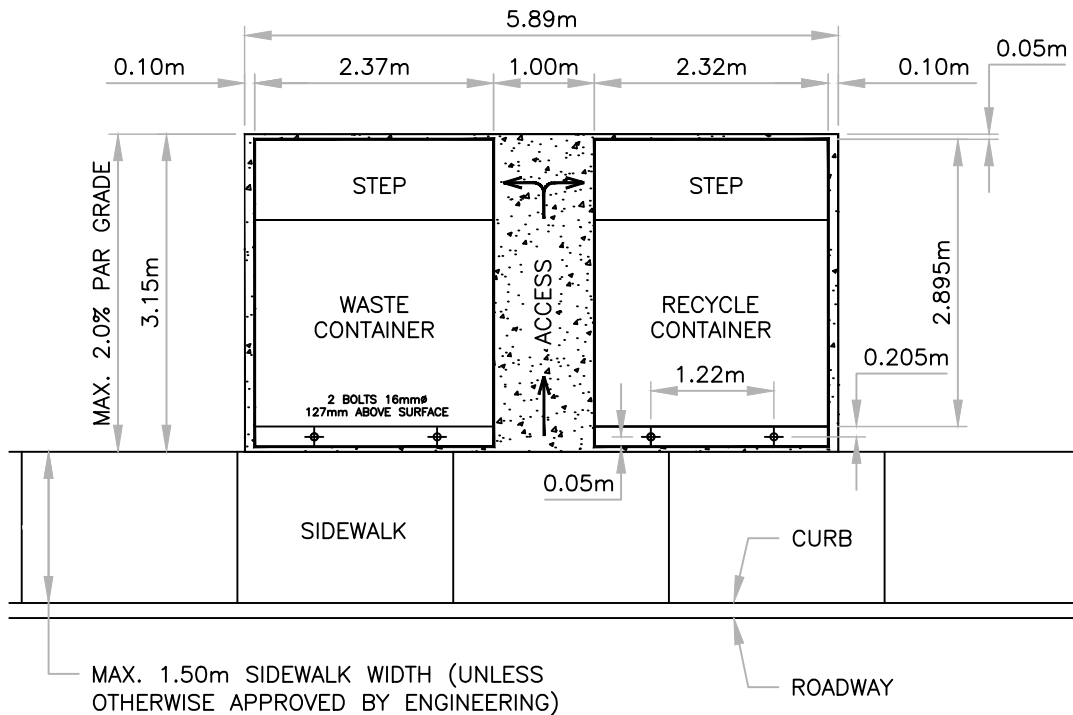 5.89m
0.10m
2.37m
1.00m
2.32m
0.10m
0.05m
STEP
STEP
MAX. 2.0% PAR GRADE
3.15m
WASTE
CONTAINER
ACCESS
RECYCLE
CONTAINER
2.895m
0.205m
1.22m
2 BOLTS 16mmø
127mm ABOVE SURFACE
0.05m
SIDEWALK
CURB
MAX. 1.50m SIDEWALK WIDTH (UNLESS
OTHERWISE APPROVED BY ENGINEERING)
ROADWAY